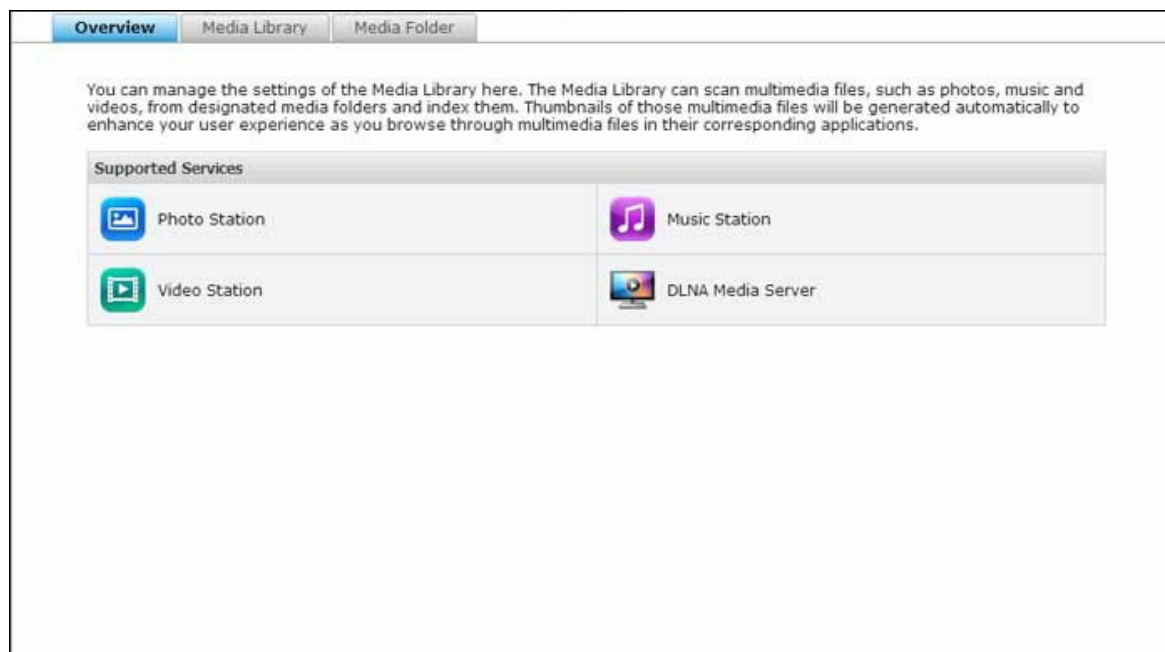 Overview Media Library Media Folder
You can manage the settings of the Media Library here. The Media Library can scan multimedia files, such as photos, music and
videos, from designated media folders and index them. Thumbnails of those multimedia files will be generated automatically to
enhance your user experience as you browse through multimedia files in their corresponding applications.
Supported Services
Photo Station Music Station
Video Station DLNA Media Server